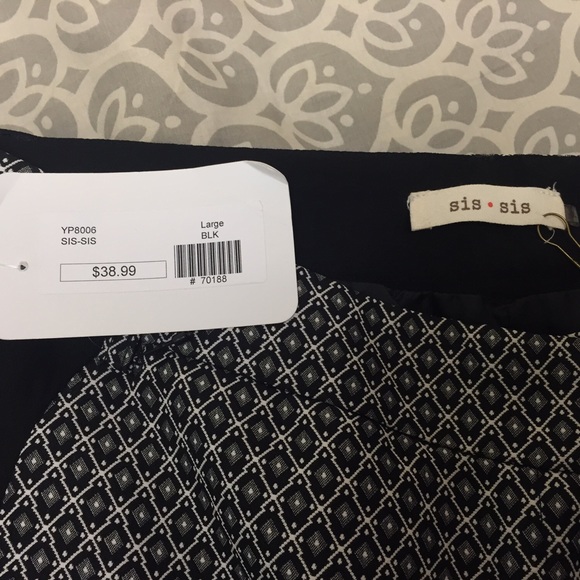 YP8006
SIS-SIS
Large
BLK
$38.99
# 70188
sis • sis